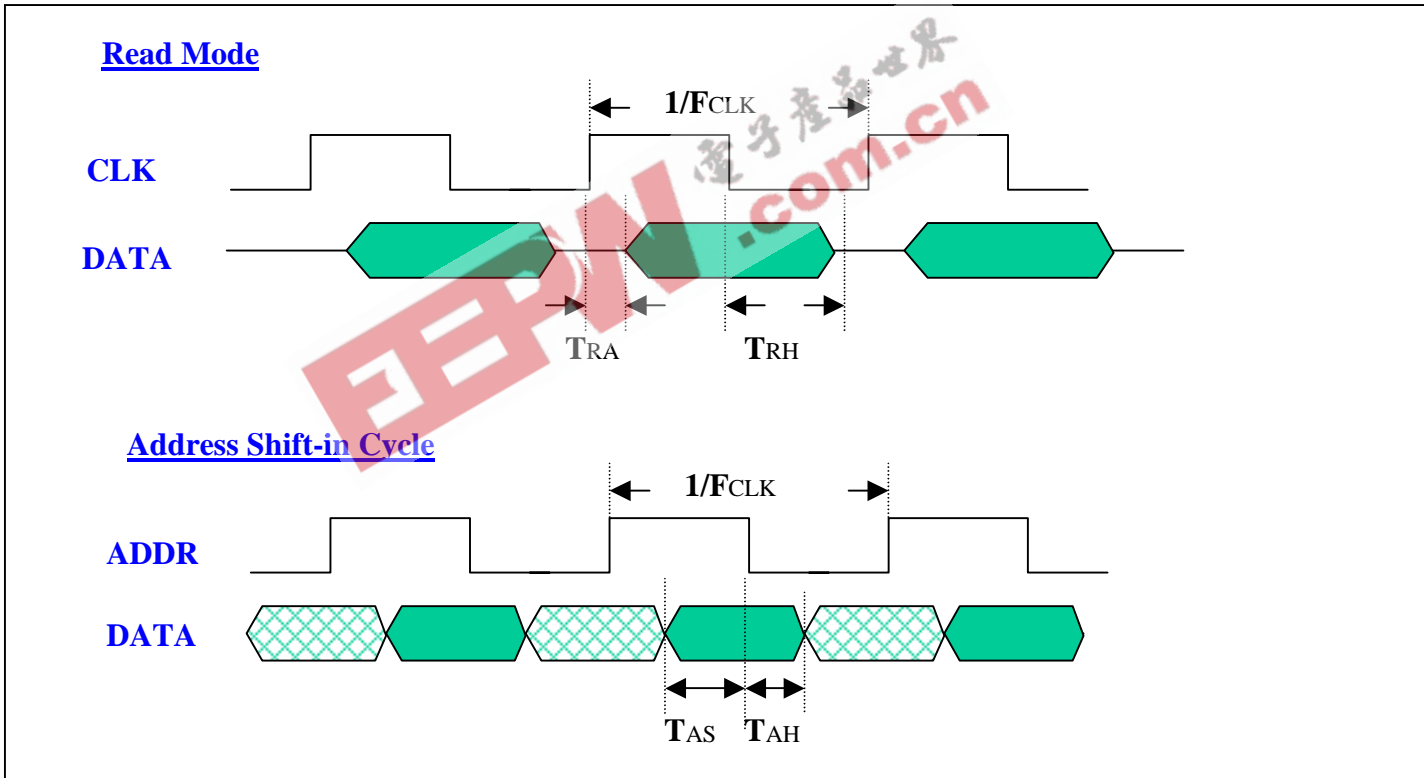 Read Mode
1/FCLK
CLK
DATA
TRA
TRH
Address Shift-in Cycle
1/FCLK
ADDR
DATA
TAS
TAH
EEPW
.com.cn
電子產品世界